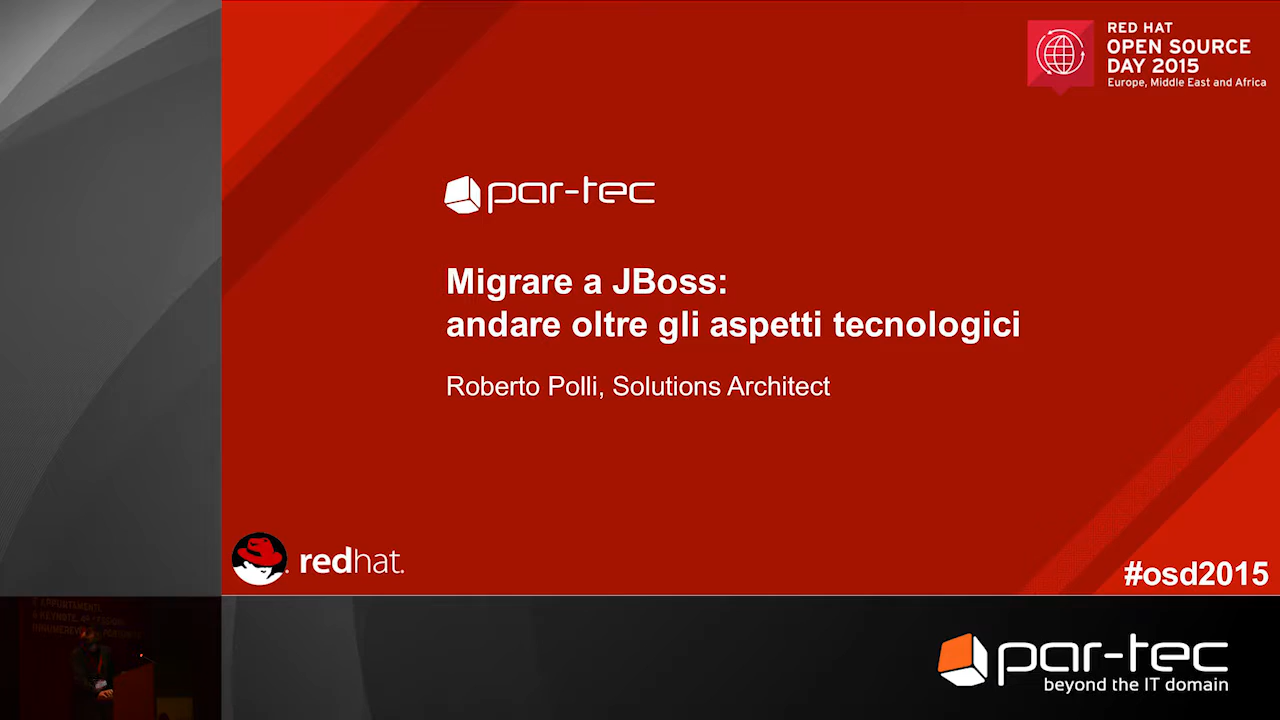 RED HAT
OPEN SOURCE
DAY 2015
Europe, Middle East and Africa
par-tec
Migrare a JBoss:
andare oltre gli aspetti tecnologici
Roberto Polli, Solutions Architect
redhat.
#osd2015
par-tec
beyond the IT domain